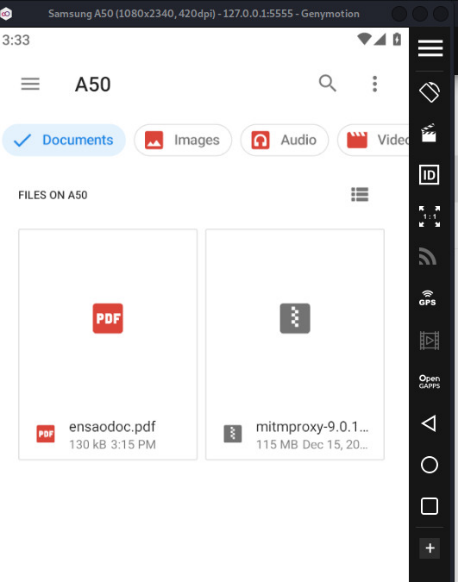 Samsung A50 (1080x2340, 420dpi) - 127.0.0.1:5555 - Genymotion
3:33
A50
Documents
Images
Audio
Video
FILES ON A50
PDF
PDF
ensaodoc.pdf
130 kB 3:15 PM
mitmproxy-9.0.1...
115 MB Dec 15, 20...
ID
1:1
GPS
Open
GAPPS